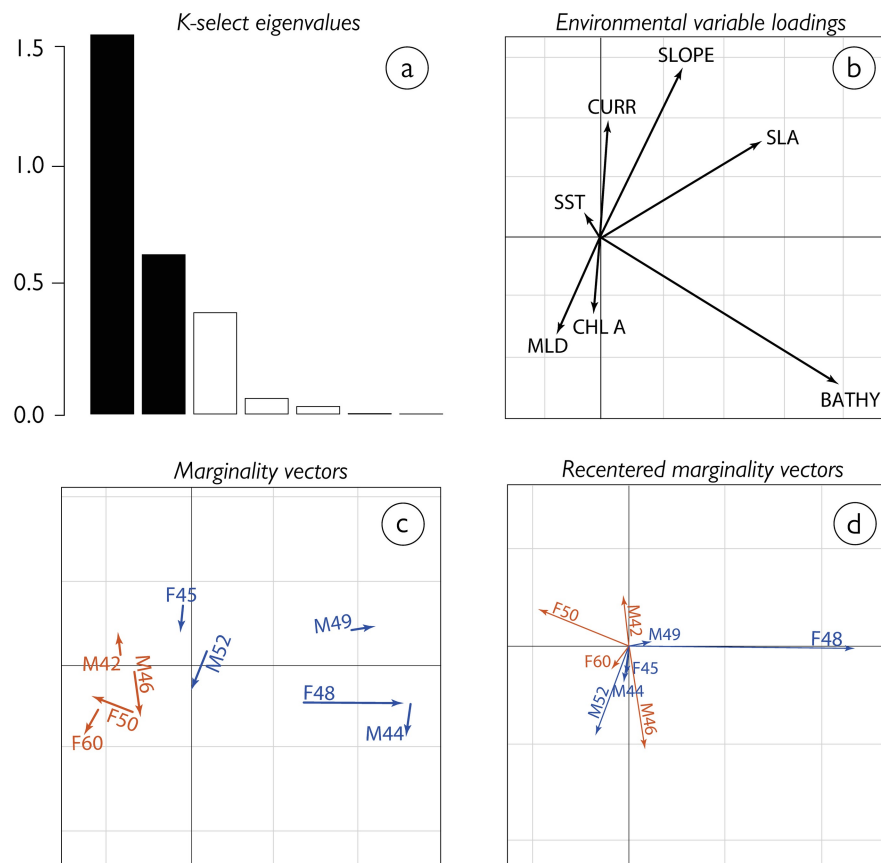 K-select eigenvalues
a
1.5
1.0
0.5
0.0
Environmental variable loadings
b
SLOPE
CURR
SLA
SST
CHL A
MLD
BATHY
Marginality vectors
c
F45
M49
M52
M42
M46
F48
F50
M44
F60
Recentered marginality vectors
d
F50
M42
M49
F48
F60
F45
M44
M52
M46